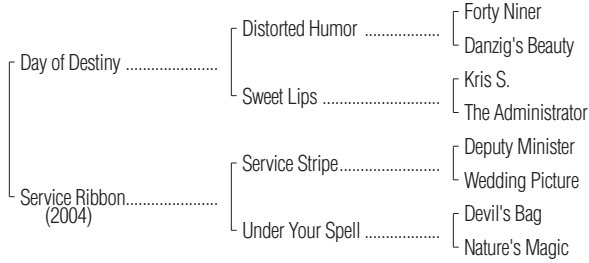 Forty Niner
Distorted Humor ..................
Danzig's Beauty
Day of Destiny ......................
Kris S.
Sweet Lips ............................
The Administrator
Deputy Minister
Service Stripe........................
Wedding Picture
Service Ribbon......................
(2004)
Devil's Bag
Under Your Spell ..................
Nature's Magic